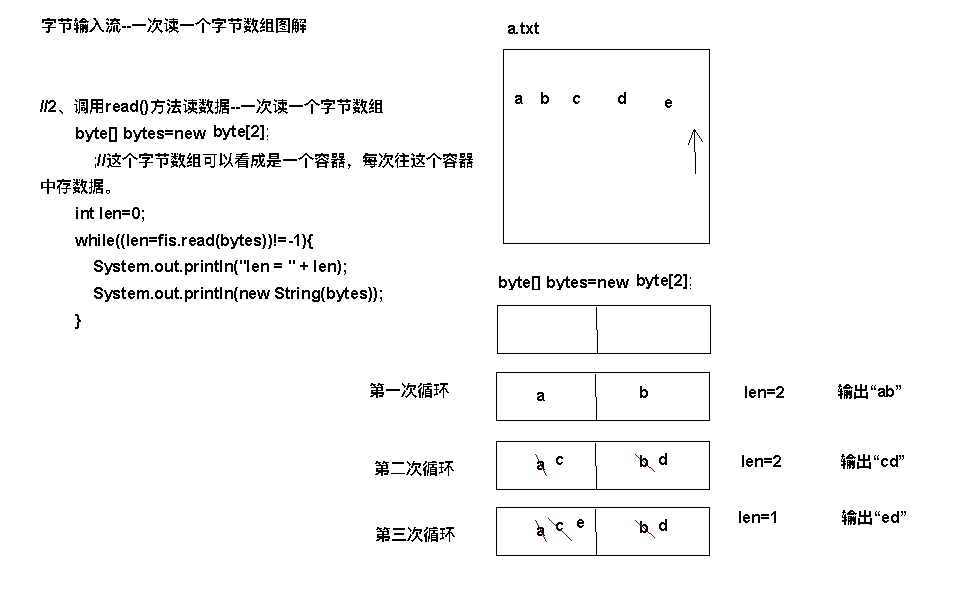 字节输入流--一次读一个字节数组图解
//2、调用read()方法读数据--一次读一个字节数组
byte[] bytes=new byte[2];
;//这个字节数组可以看成是一个容器，每次往这个容器
中存数据。
int len=0;
while((len=fis.read(bytes))!=-1){
System.out.println("len = " + len);
System.out.println(new String(bytes));
}
a.txt
a b c d e
byte[] bytes=new byte[2];
第一次循环 a b len=2 输出“ab”
第二次循环 a c b d len=2 输出“cd”
第三次循环 a c e b d len=1 输出“ed”